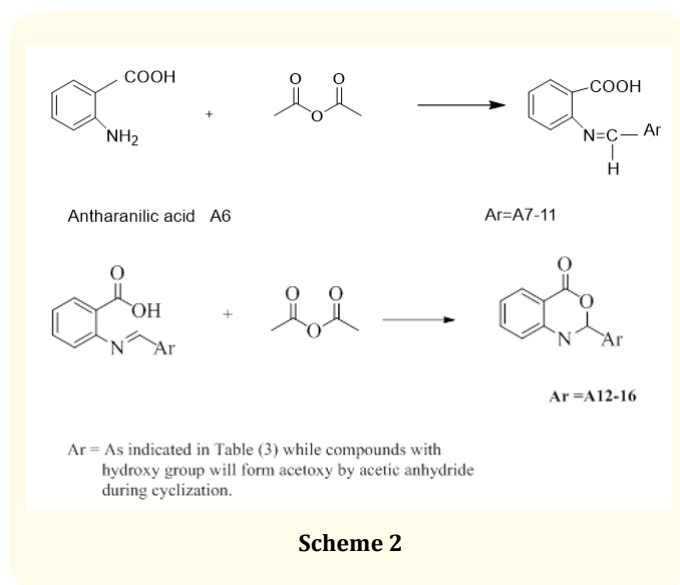 COOH
NH2
+
O O
O
COOH
N=C— Ar
H
Antharanilic acid A6
Ar=A7-11
O
OH
N Ar
+
O O
O
O
O
N Ar
Ar =A12-16
Ar = As indicated in Table (3) while compounds with
hydroxy group will form acetoxy by acetic anhydride
during cyclization.
Scheme 2